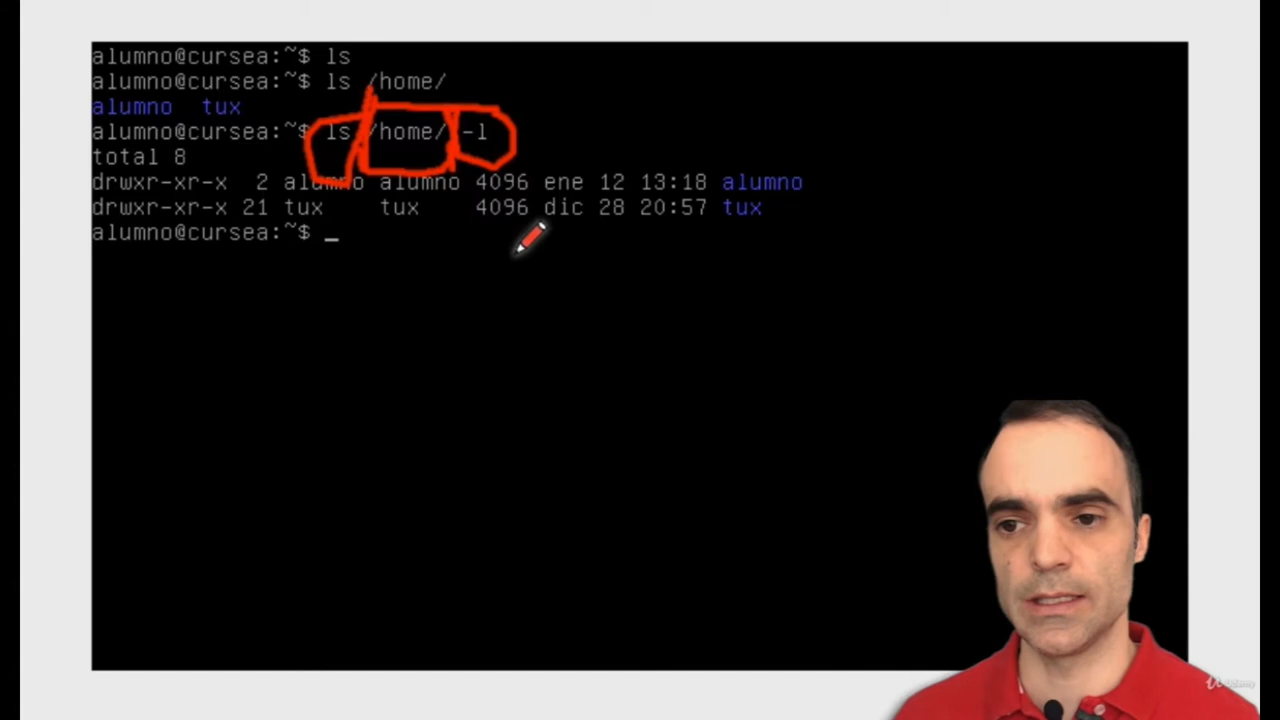 alumno@cursea:~$ ls
alumno@cursea:~$ ls /home/
alumno  tux
alumno@cursea:~$ ls /home/ -l
total 8
drwxr-xr-x  2 alumno alumno 4096 ene 12 13:18 alumno
drwxr-xr-x 21 tux    tux    4096 dic 28 20:57 tux
alumno@cursea:~$ _
Udemy